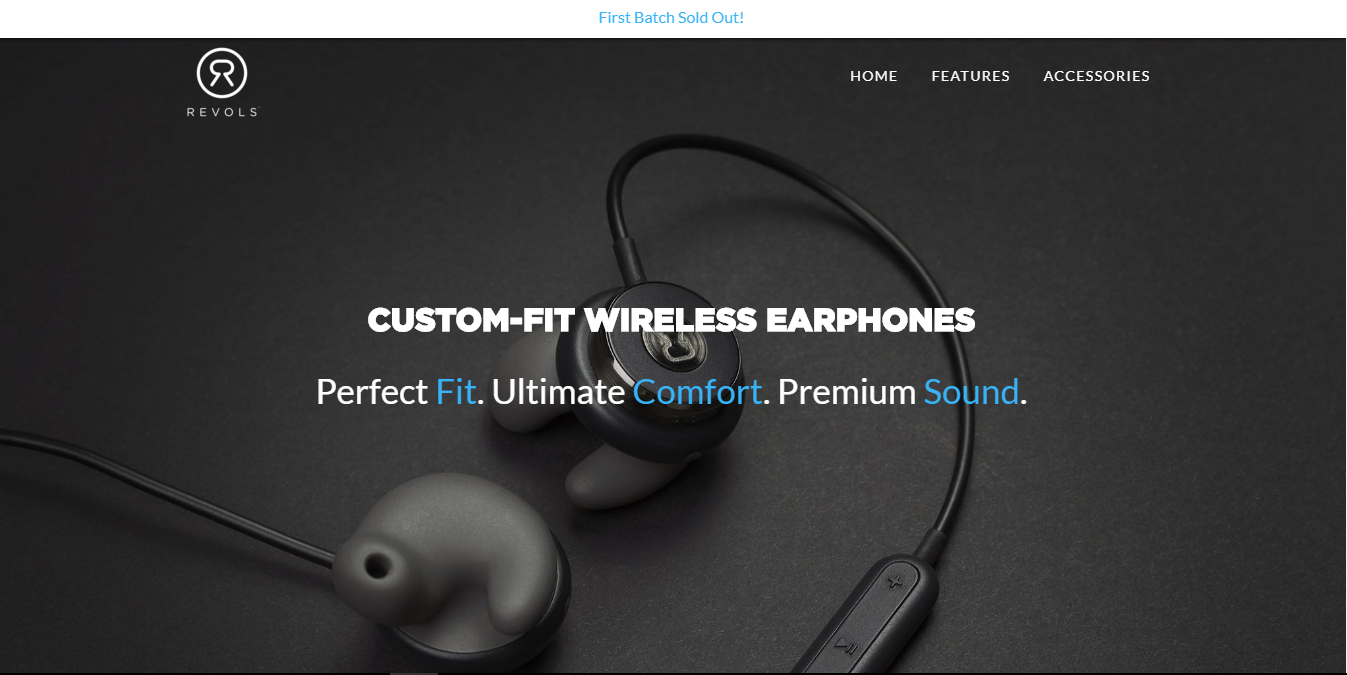 First Batch Sold Out!
REVOLS
HOME FEATURES ACCESSORIES
CUSTOM-FIT WIRELESS EARPHONES
Perfect Fit. Ultimate Comfort. Premium Sound.